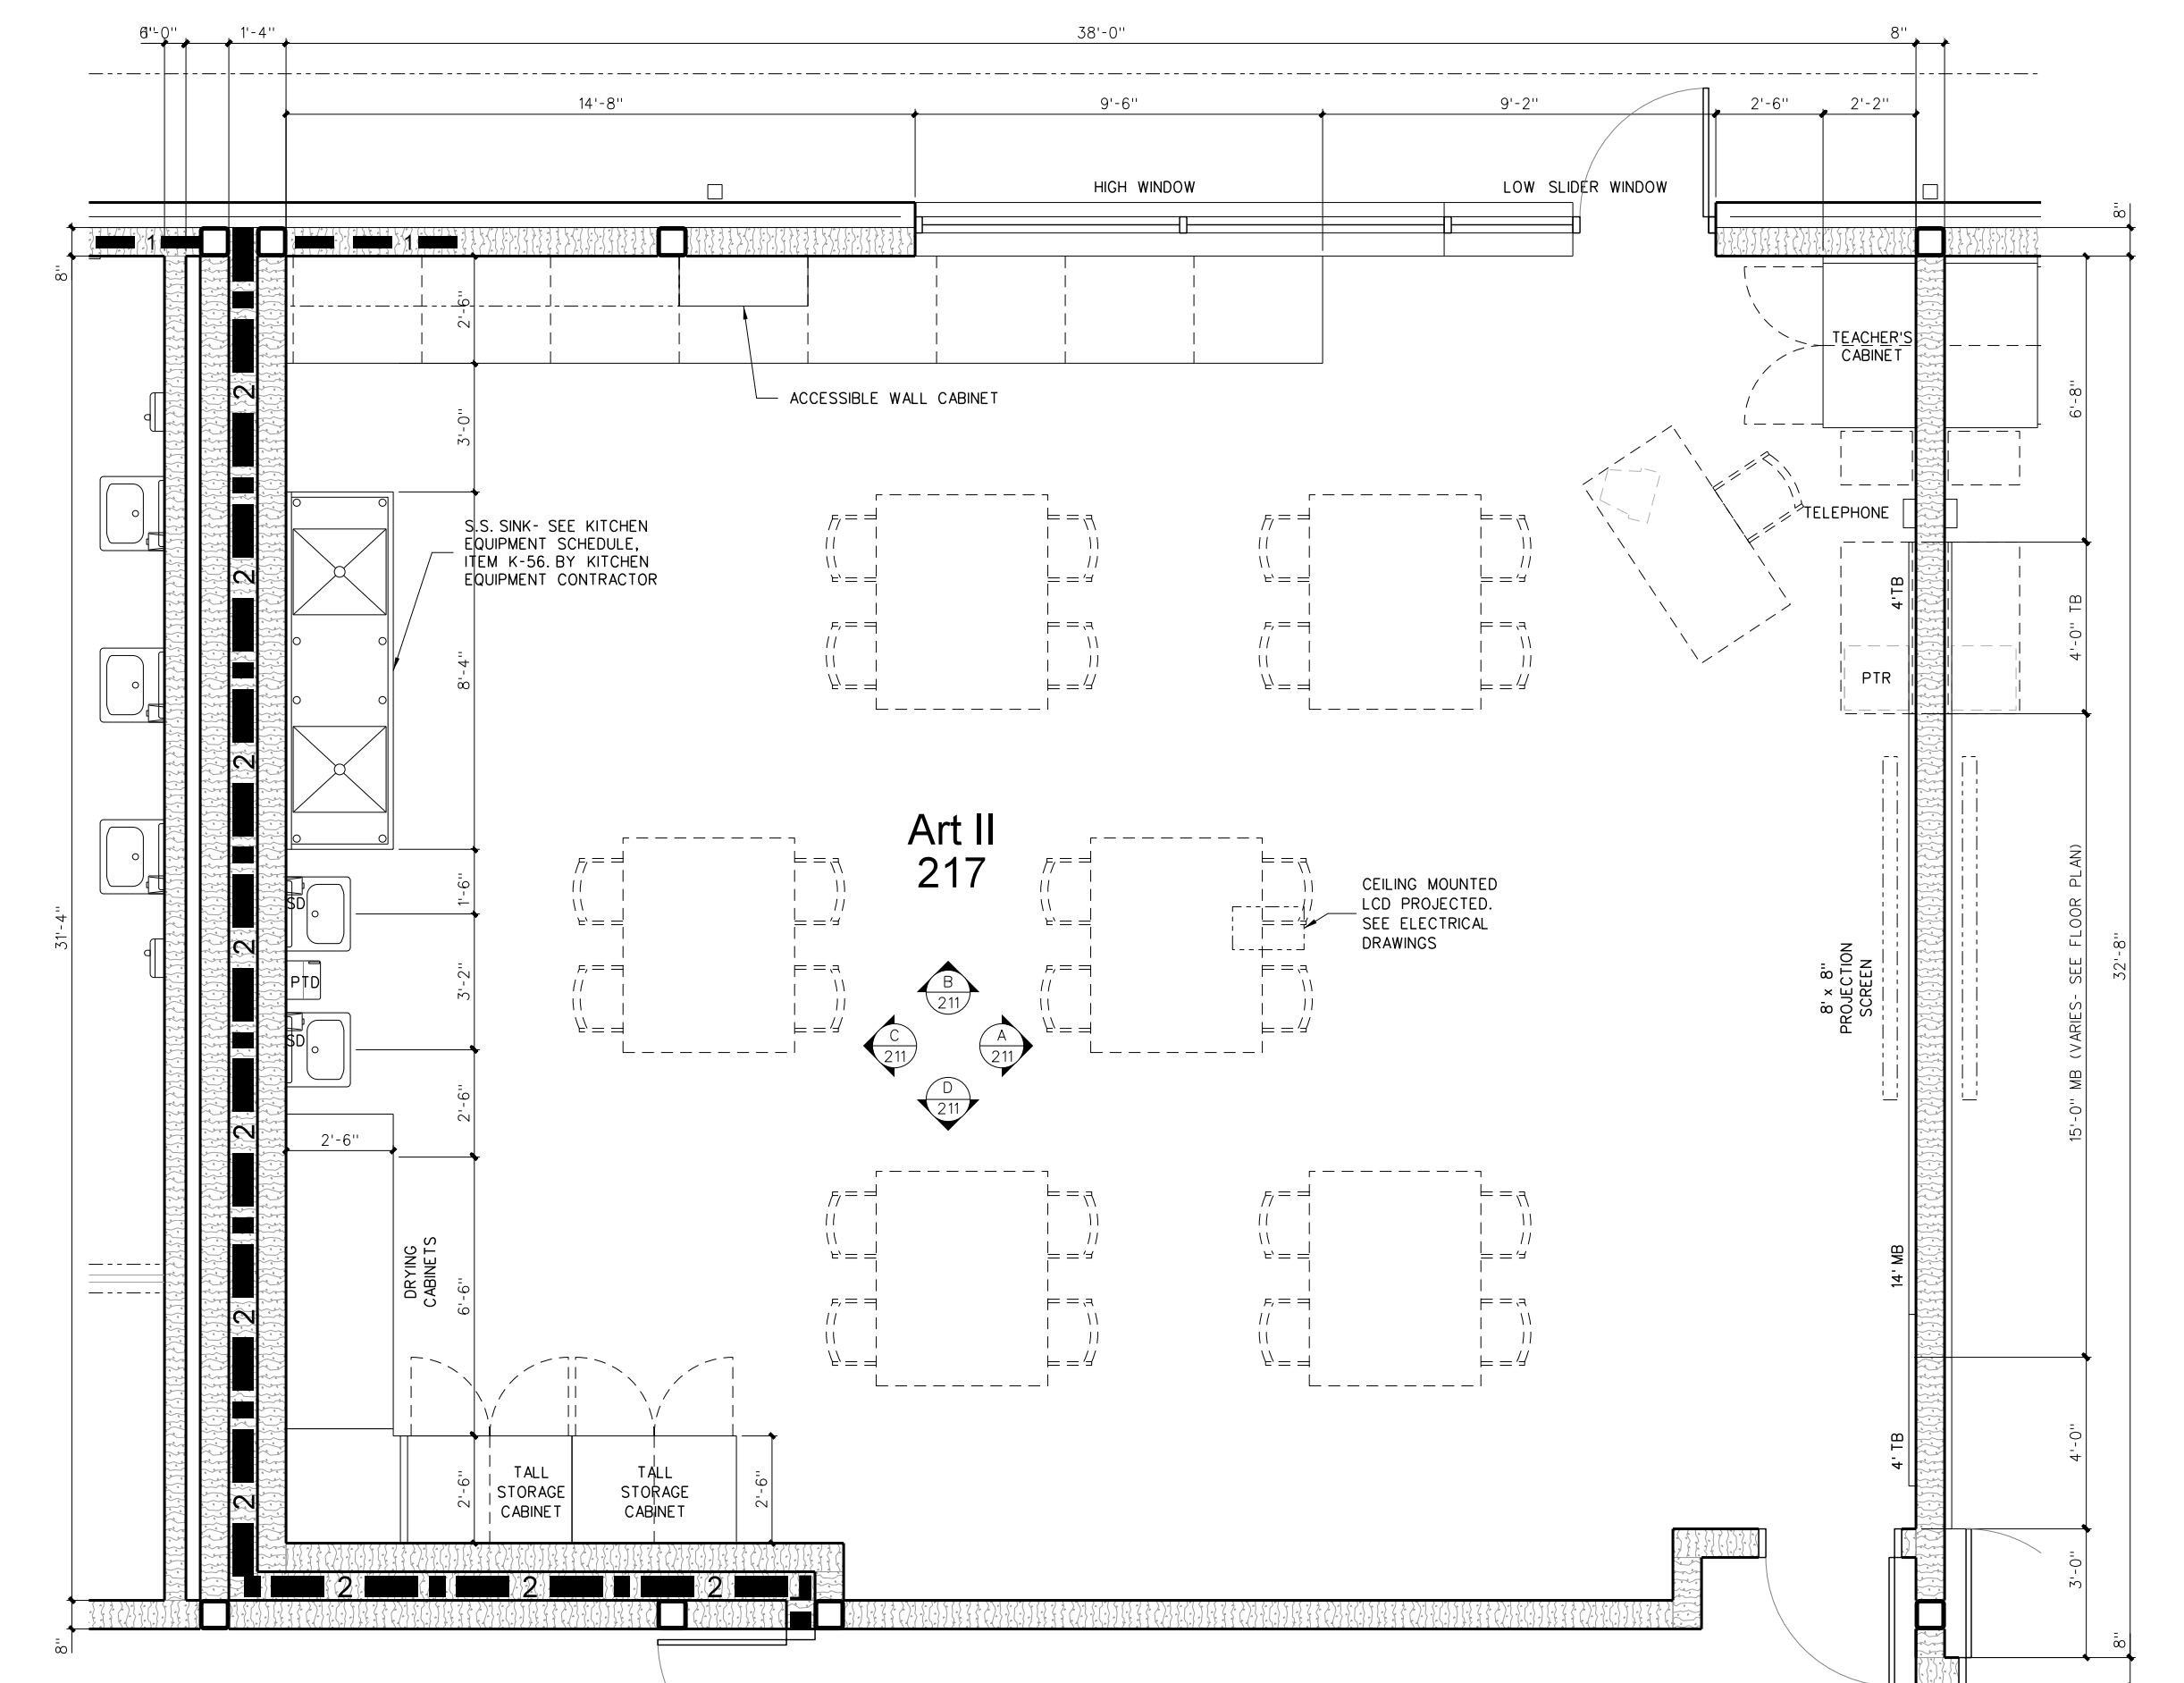 6"
-0"
1'-4"
38'-0"
8"
14'-8"
9'-6"
9'-2"
2'-6"
2'-2"
HIGH WINDOW
LOW SLIDER WINDOW
8"
8"
1
1
2'-6"
TEACHER'S
CABINET
ACCESSIBLE WALL CABINET
6'-8"
3'-0"
2
S.S. SINK- SEE KITCHEN
EQUIPMENT SCHEDULE,
ITEM K-56. BY KITCHEN
EQUIPMENT CONTRACTOR
TELEPHONE
2
4'TB
4'-0" TB
8'-4"
PTR
2
Art II
217
1'-6"
SD
CEILING MOUNTED
LCD PROJECTED.
SEE ELECTRICAL
DRAWINGS
31'-4"
2
3'-2"
PTD
SD
8' x 8"
PROJECTION
SCREEN
15'-0" MB (VARIES- SEE FLOOR PLAN)
32'-8"
B
211
C
211
A
211
D
211
2'-6"
2
2'-6"
DRYING
CABINETS
6'-6"
14' MB
2
4' TB
4'-0"
TALL
STORAGE
CABINET
TALL
STORAGE
CABINET
2'-6"
2'-6"
2
2
2
2
3'-0"
8"
8"